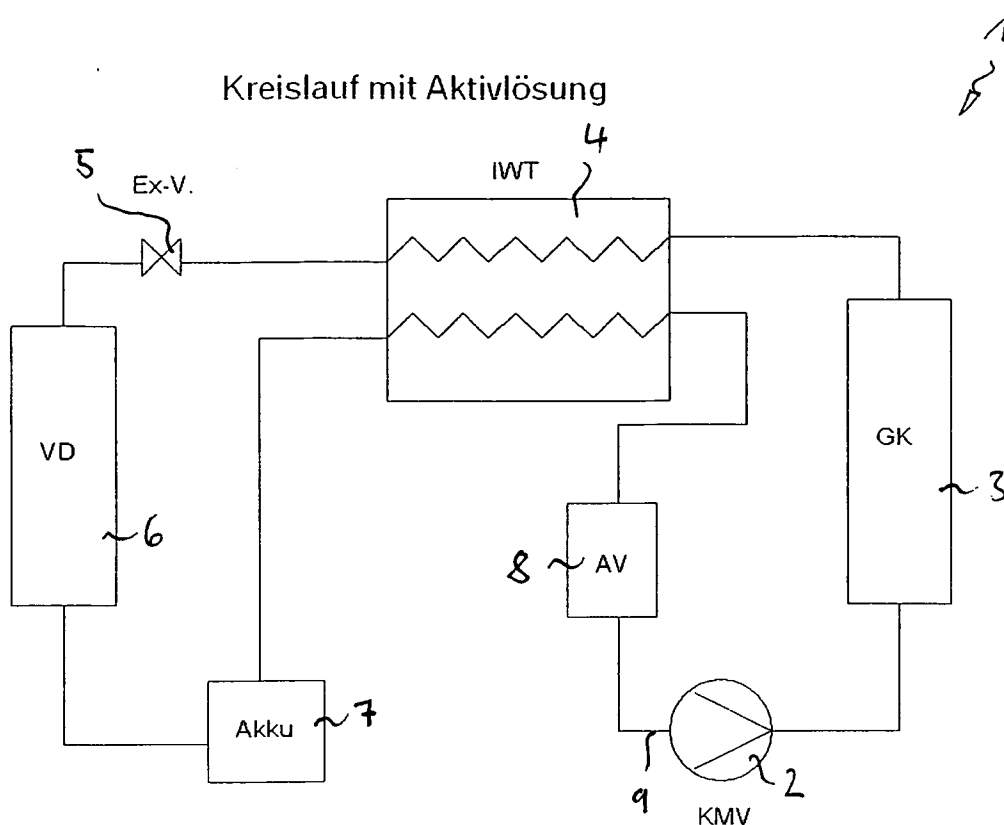 1
Kreislauf mit Aktivlösung
4
5
Ex-V.
IWT
VD
GK
6
3
8
AV
Akku
7
9
2
KMV